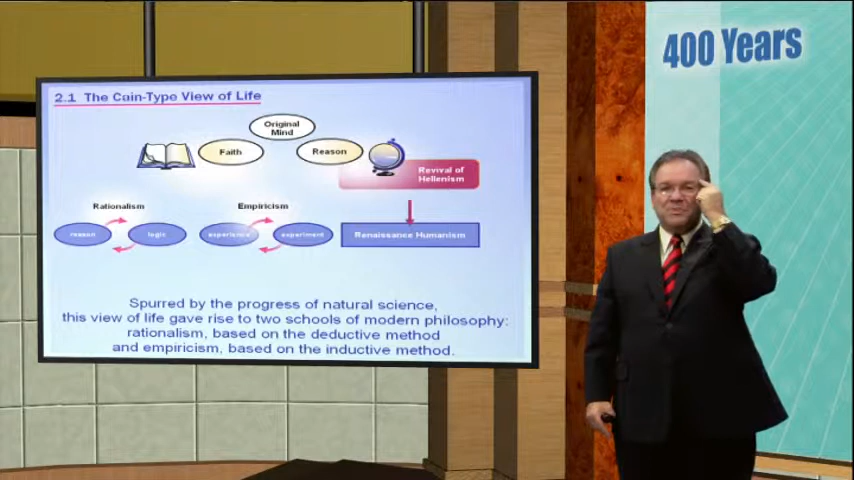 400 Years
2.1 The Cain-Type View of Life
Original
Mind
Faith
Reason
Revival of
Hellenism
Rationalism
Empiricism
reason
logic
experience
experiment
Renaissance Humanism
Spurred by the progress of natural science,
this view of life gave rise to two schools of modern philosophy:
rationalism, based on the deductive method
and empiricism, based on the inductive method.